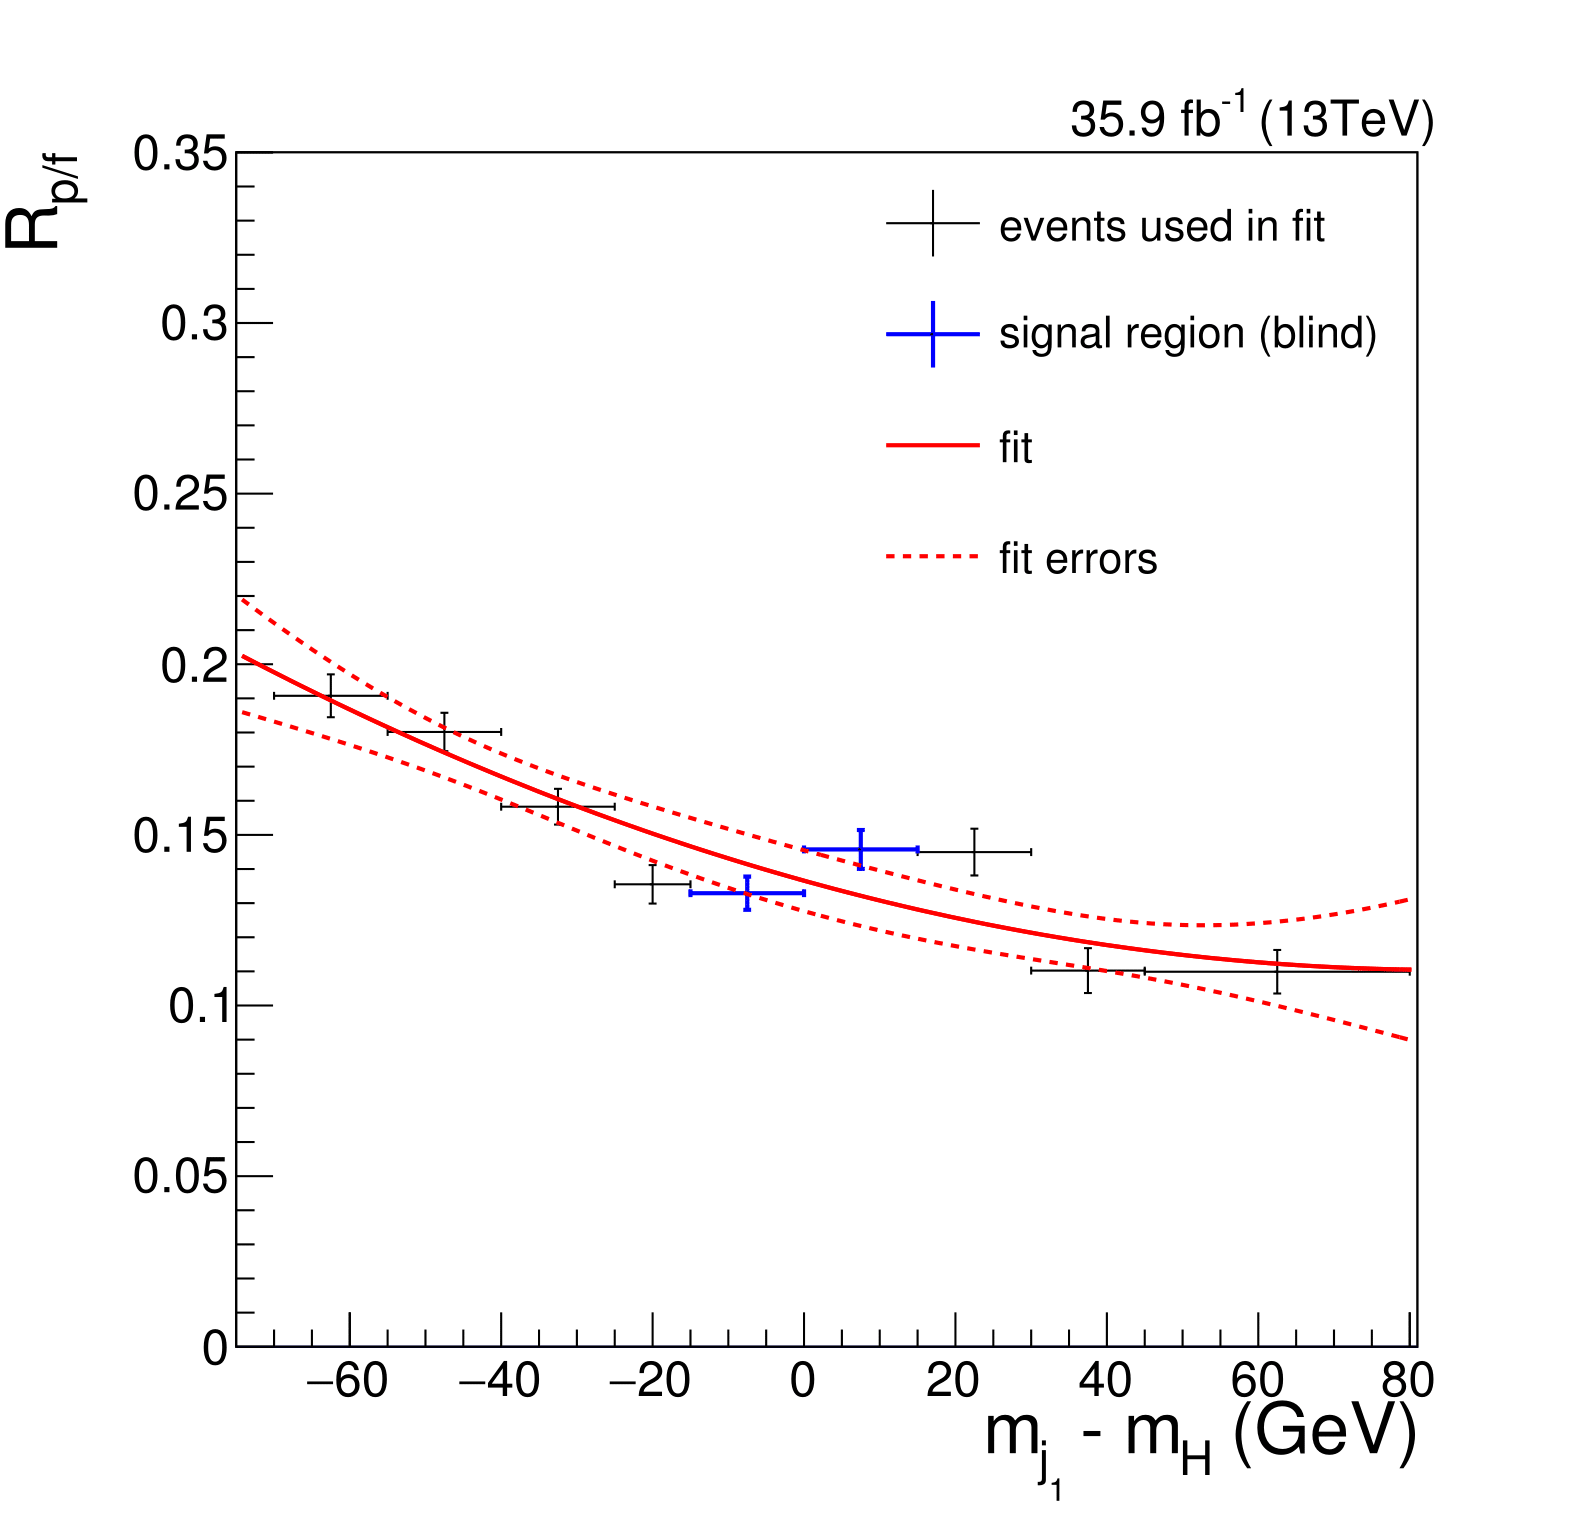 35.9 fb-1 (13TeV)
Rp/f
0.35
0.3
0.25
0.2
0.15
0.1
0.05
0
events used in fit
signal region (blind)
fit
fit errors
−60 −40 −20 0 20 40 60 80
mj1 - mH (GeV)